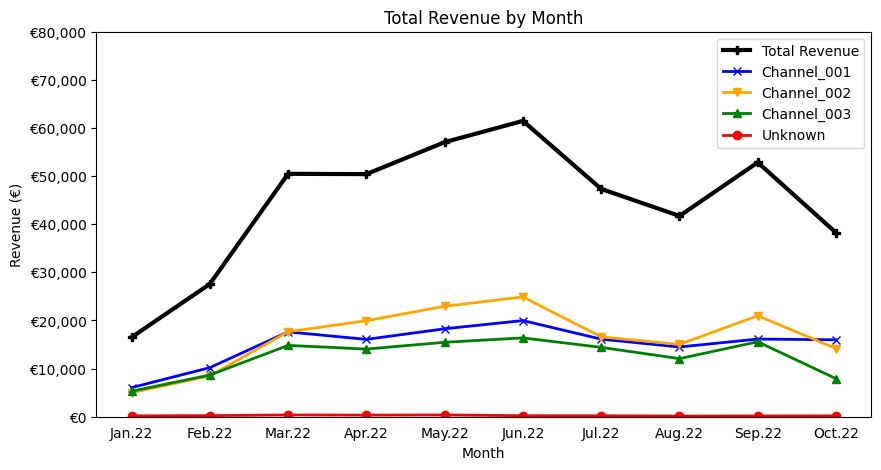 Total Revenue by Month
€80,000
€70,000
€60,000
€50,000
€40,000
€30,000
€20,000
€10,000
€0
Revenue (€)
Total Revenue
Channel_001
Channel_002
Channel_003
Unknown
Jan.22 Feb.22 Mar.22 Apr.22 May.22 Jun.22 Jul.22 Aug.22 Sep.22 Oct.22
Month